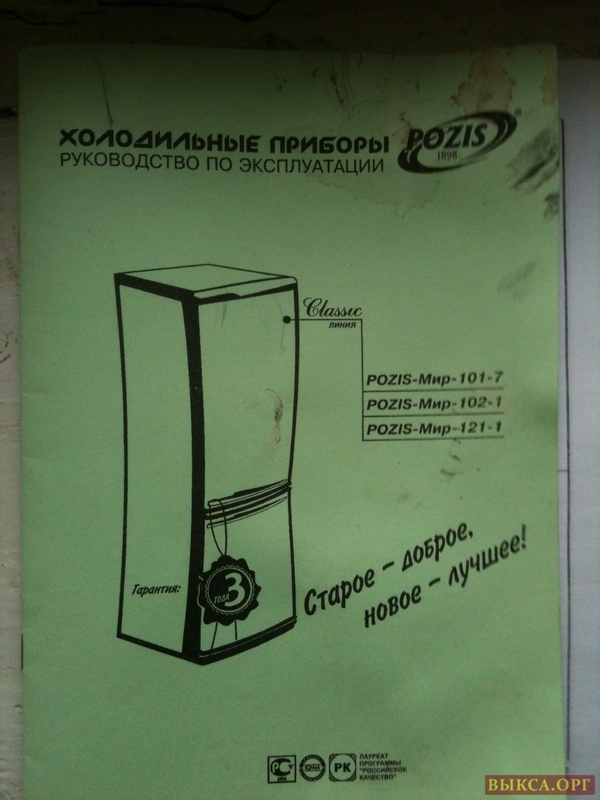 ХОЛОДИЛЬНЫЕ ПРИБОРЫ
РУКОВОДСТВО ПО ЭКСПЛУАТАЦИИ
POZIS
1898
Classic
линия
POZIS-Мир-101-7
POZIS-Мир-102-1
POZIS-Мир-121-1
Гарантия:
3
года
Старое – доброе,
новое – лучшее!
РК
ЛАУРЕАТ
ПРОГРАММЫ
"РОССИЙСКОЕ
КАЧЕСТВО"
ВЫКСА.ОРГ